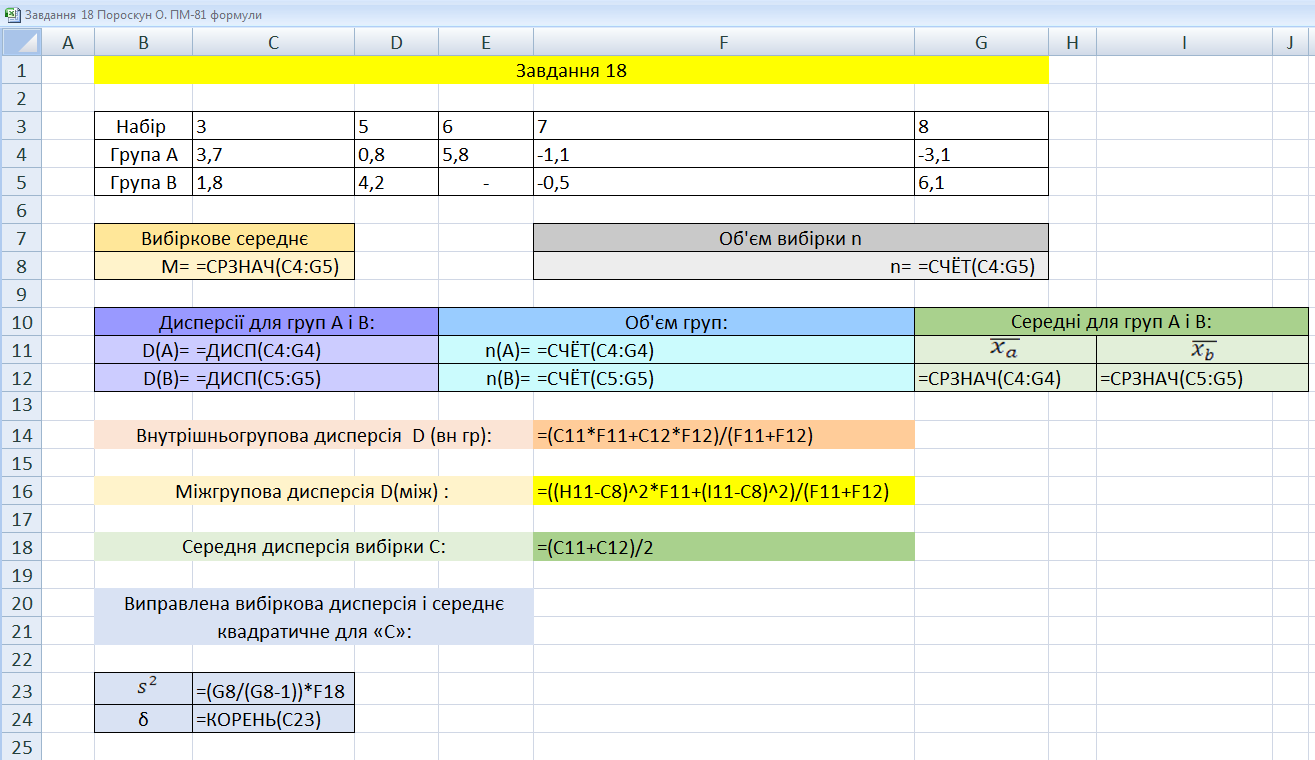 Завдання 18 Пороскун О. ПМ-81 формули
A B C D E F G H I J
1 Завдання 18
2
3 Набір 3 5 6 7 8
4 Група А 3,7 0,8 5,8 -1,1 -3,1
5 Група В 1,8 4,2 - -0,5 6,1
6
7 Вибіркове середнє Об'єм вибірки n
8 M= =СРЗНАЧ(C4:G5) n= =СЧЁТ(C4:G5)
9
10 Дисперсії для груп А і В: Об'єм груп: Середні для груп А і В:
11 D(A)= =ДИСП(C4:G4) n(A)= =СЧЁТ(C4:G4) x̅ₐ x̅_b
12 D(B)= =ДИСП(C5:G5) n(B)= =СЧЁТ(C5:G5) =СРЗНАЧ(C4:G4) =СРЗНАЧ(C5:G5)
13
14 Внутрішньогрупова дисперсія D (вн гр): =(C11*F11+C12*F12)/(F11+F12)
15
16 Міжгрупова дисперсія D(між) : =((H11-C8)^2*F11+(I11-C8)^2)/(F11+F12)
17
18 Середня дисперсія вибірки С: =(C11+C12)/2
19
20 Виправлена вибіркова дисперсія і середнє
21 квадратичне для «С»:
22
23 s² =(G8/(G8-1))*F18
24 δ =КОРЕНЬ(C23)
25